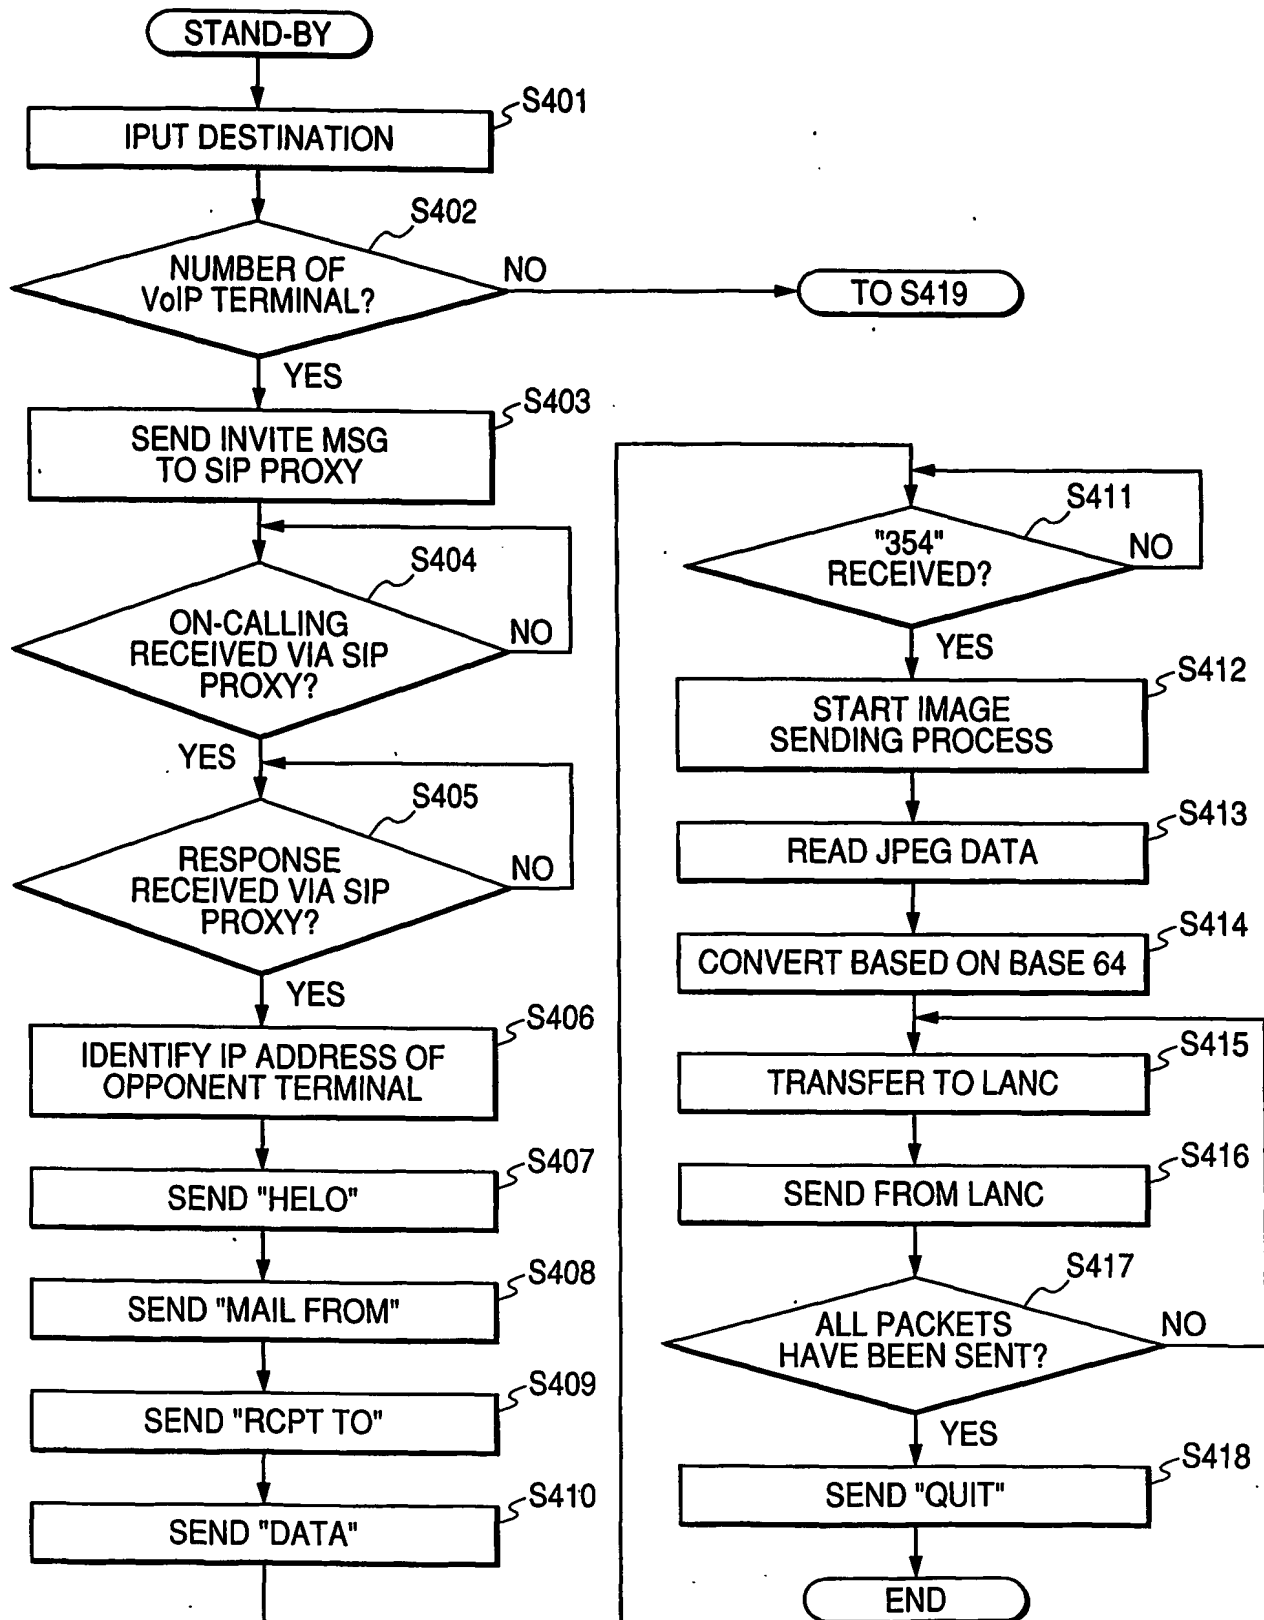 STAND-BY
S401
IPUT DESTINATION
S402
NUMBER OF
VoIP TERMINAL?
NO
TO S419
YES
S403
SEND INVITE MSG
TO SIP PROXY
S404
ON-CALLING
RECEIVED VIA SIP
PROXY?
NO
YES
S405
RESPONSE
RECEIVED VIA SIP
PROXY?
NO
YES
S406
IDENTIFY IP ADDRESS OF
OPPONENT TERMINAL
S407
SEND "HELO"
S408
SEND "MAIL FROM"
S409
SEND "RCPT TO"
S410
SEND "DATA"
S411
"354"
RECEIVED?
NO
YES
S412
START IMAGE
SENDING PROCESS
S413
READ JPEG DATA
S414
CONVERT BASED ON BASE 64
S415
TRANSFER TO LANC
S416
SEND FROM LANC
S417
ALL PACKETS
HAVE BEEN SENT?
NO
YES
S418
SEND "QUIT"
END